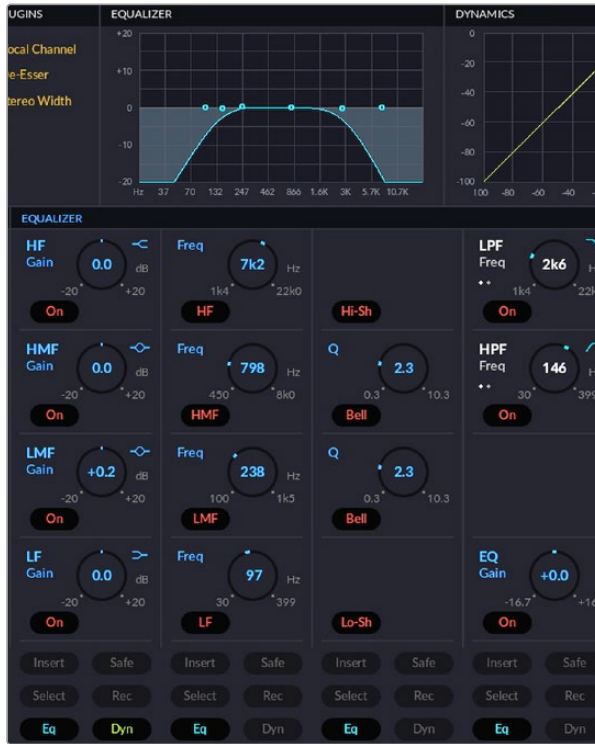 UGINS EQUALIZER DYNAMICS
ocal Channel
e-Esser
tereo Width
+20
+10
0
-10
-20
Hz 37 70 132 247 462 866 1.6K 3K 5.7K 10.7K
0
-20
-40
-60
-80
-100
100 -80 -60 -40 -2
EQUALIZER
HF
Gain 0.0 dB
-20 +20
On
Freq 7k2 Hz
1k4 22k0
HF
Hi-Sh
LPF
Freq 2k6 H
1k4 22k
On
HMF
Gain 0.0 dB
-20 +20
On
Freq 798 Hz
450 8k0
HMF
Q 2.3
0.3 10.3
Bell
HPF
Freq 146 H
30 399
On
LMF
Gain +0.2 dB
-20 +20
On
Freq 238 Hz
100 1k5
LMF
Q 2.3
0.3 10.3
Bell
LF
Gain 0.0 dB
-20 +20
On
Freq 97 Hz
30 399
LF
Lo-Sh
EQ
Gain +0.0 d
-16.7 +16
On
Insert Safe Insert Safe Insert Safe Insert Safe
Select Rec Select Rec Select Rec Select Rec
Eq Dyn Eq Dyn Eq Dyn Eq Dyn